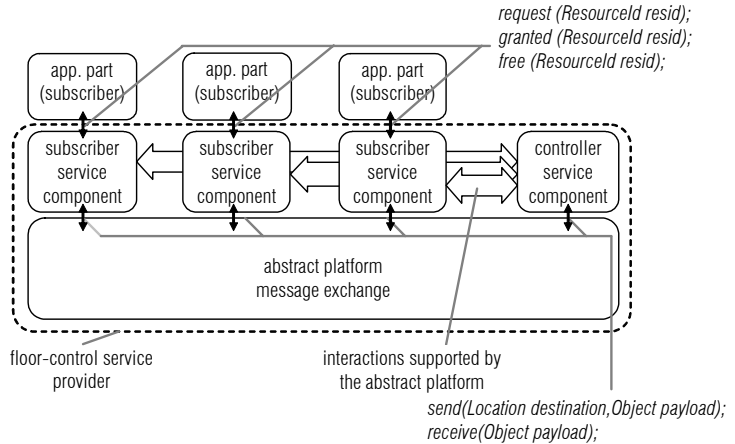 request (ResourceId resid);
granted (ResourceId resid);
free (ResourceId resid);
app. part
(subscriber)
app. part
(subscriber)
app. part
(subscriber)
subscriber
service
component
subscriber
service
component
subscriber
service
component
controller
service
component
abstract platform
message exchange
floor-control service
provider
interactions supported by
the abstract platform
send(Location destination,Object payload);
receive(Object payload);